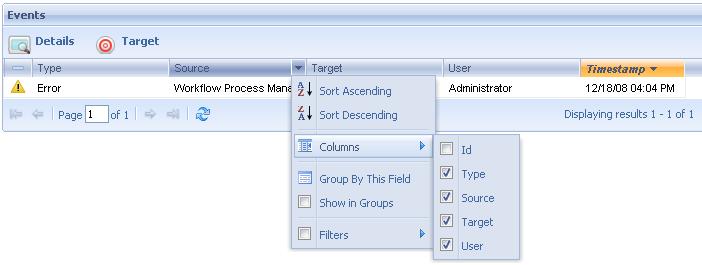 Events
Details Target
Type Source Target User Timestamp
Error Workflow Process Mana Administrator 12/18/08 04:04 PM
Page 1 of 1 Displaying results 1 - 1 of 1
Sort Ascending
Sort Descending
Columns
Group By This Field
Show in Groups
Filters
Id
Type
Source
Target
User